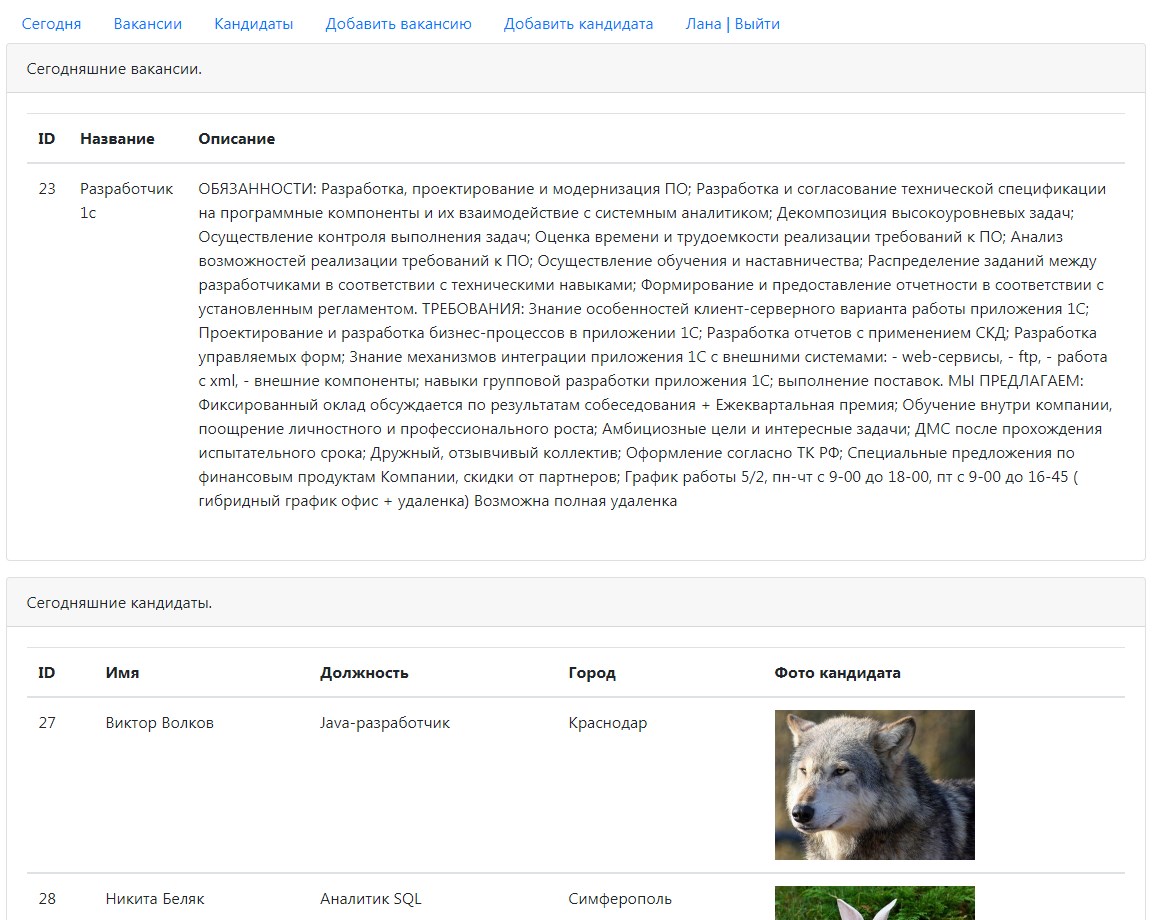 Сегодня Вакансии Кандидаты Добавить вакансию Добавить кандидата Лана | Выйти
Сегодняшние вакансии.
ID Название Описание
23 Разработчик 1с
ОБЯЗАННОСТИ: Разработка, проектирование и модернизация ПО; Разработка и согласование технической спецификации
на программные компоненты и их взаимодействие с системным аналитиком; Декомпозиция высокоуровневых задач;
Осуществление контроля выполнения задач; Оценка времени и трудоемкости реализации требований к ПО; Анализ
возможностей реализации требований к ПО; Осуществление обучения и наставничества; Распределение заданий между
разработчиками в соответствии с техническими навыками; Формирование и предоставление отчетности в соответствии с
установленным регламентом. ТРЕБОВАНИЯ: Знание особенностей клиент-серверного варианта работы приложения 1С;
Проектирование и разработка бизнес-процессов в приложении 1С; Разработка отчетов с применением СКД; Разработка
управляемых форм; Знание механизмов интеграции приложения 1С с внешними системами: - web-сервисы, - ftp, - работа
с xml, - внешние компоненты; навыки групповой разработки приложения 1С; выполнение поставок. МЫ ПРЕДЛАГАЕМ:
Фиксированный оклад обсуждается по результатам собеседования + Ежеквартальная премия; Обучение внутри компании,
поощрение личностного и профессионального роста; Амбициозные цели и интересные задачи; ДМС после прохождения
испытательного срока; Дружный, отзывчивый коллектив; Оформление согласно ТК РФ; Специальные предложения по
финансовым продуктам Компании, скидки от партнеров; График работы 5/2, пн-чт с 9-00 до 18-00, пт с 9-00 до 16-45 (
гибридный график офис + удаленка) Возможна полная удаленка
Сегодняшние кандидаты.
ID Имя Должность Город Фото кандидата
27 Виктор Волков Java-разработчик Краснодар
28 Никита Беляк Аналитик SQL Симферополь